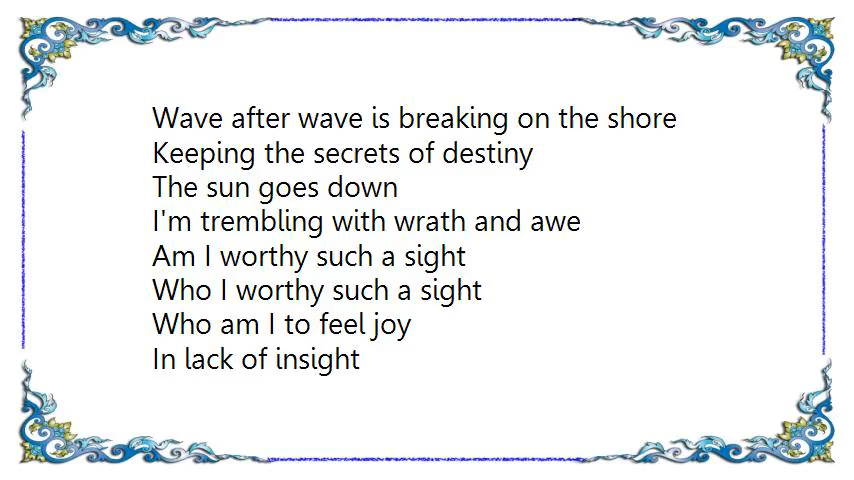 Wave after wave is breaking on the shore
Keeping the secrets of destiny
The sun goes down
I'm trembling with wrath and awe
Am I worthy such a sight
Who I worthy such a sight
Who am I to feel joy
In lack of insight